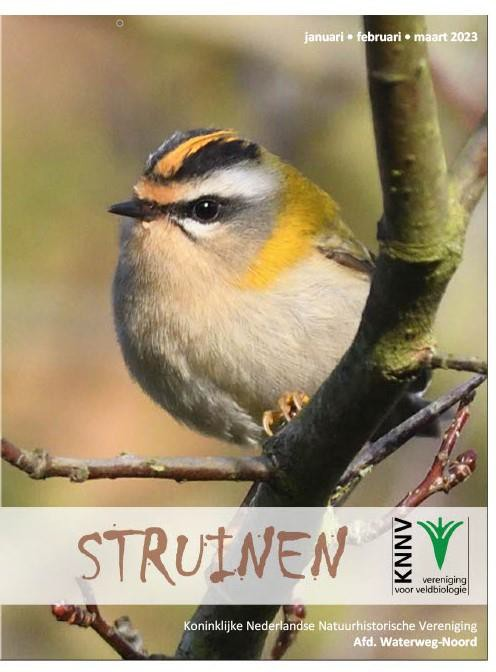 januari • februari • maart 2023
STRUINEN
KNNV
vereniging
voor veldbiologie
Koninklijke Nederlandse Natuurhistorische Vereniging
Afd. Waterweg-Noord